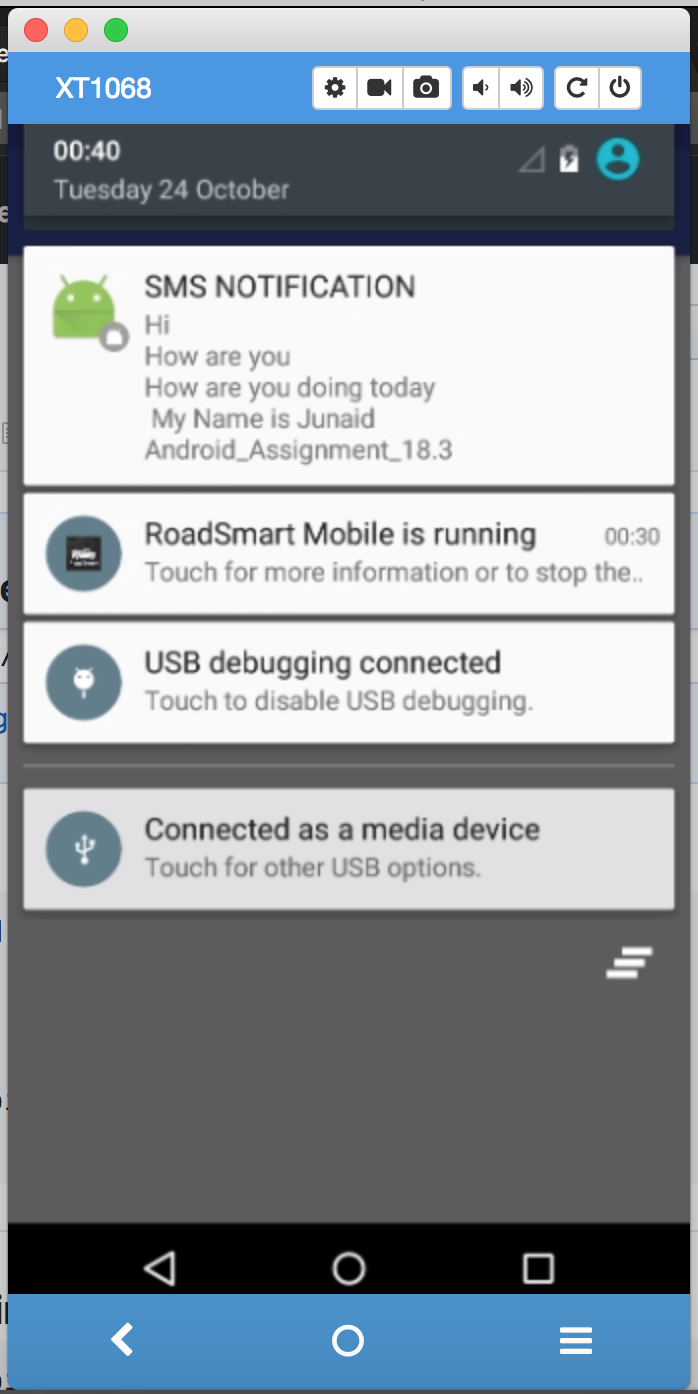 XT1068
00:40
Tuesday 24 October
SMS NOTIFICATION
Hi
How are you
How are you doing today
My Name is Junaid
Android_Assignment_18.3
RoadSmart Mobile is running 00:30
Touch for more information or to stop the..
USB debugging connected
Touch to disable USB debugging.
Connected as a media device
Touch for other USB options.